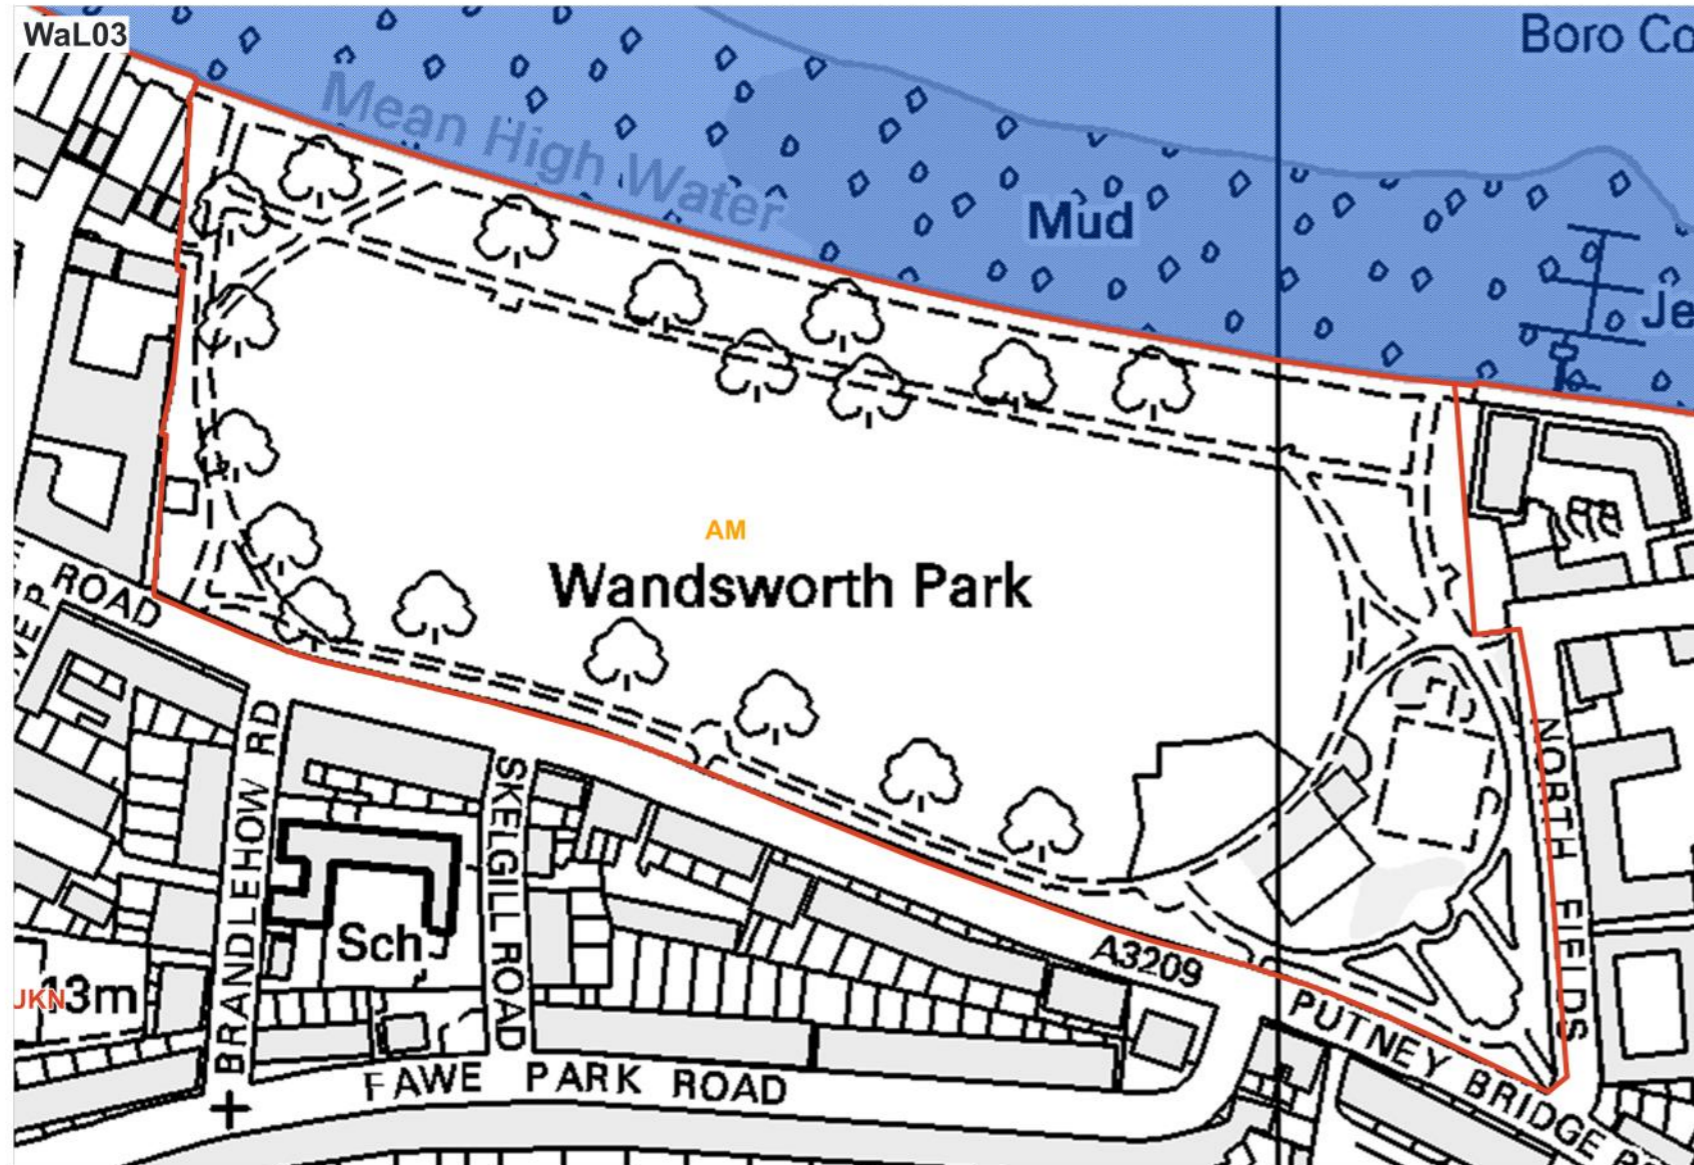 WaL03
Boro Co
Mean High Water
Mud
Je
ROAD
AM
Wandsworth Park
BRANDLEHOW RD
SKELGILL ROAD
NORTH FIELDS
Sch
A3209
JKN
13m
PUTNEY BRIDGE
FAWE PARK ROAD